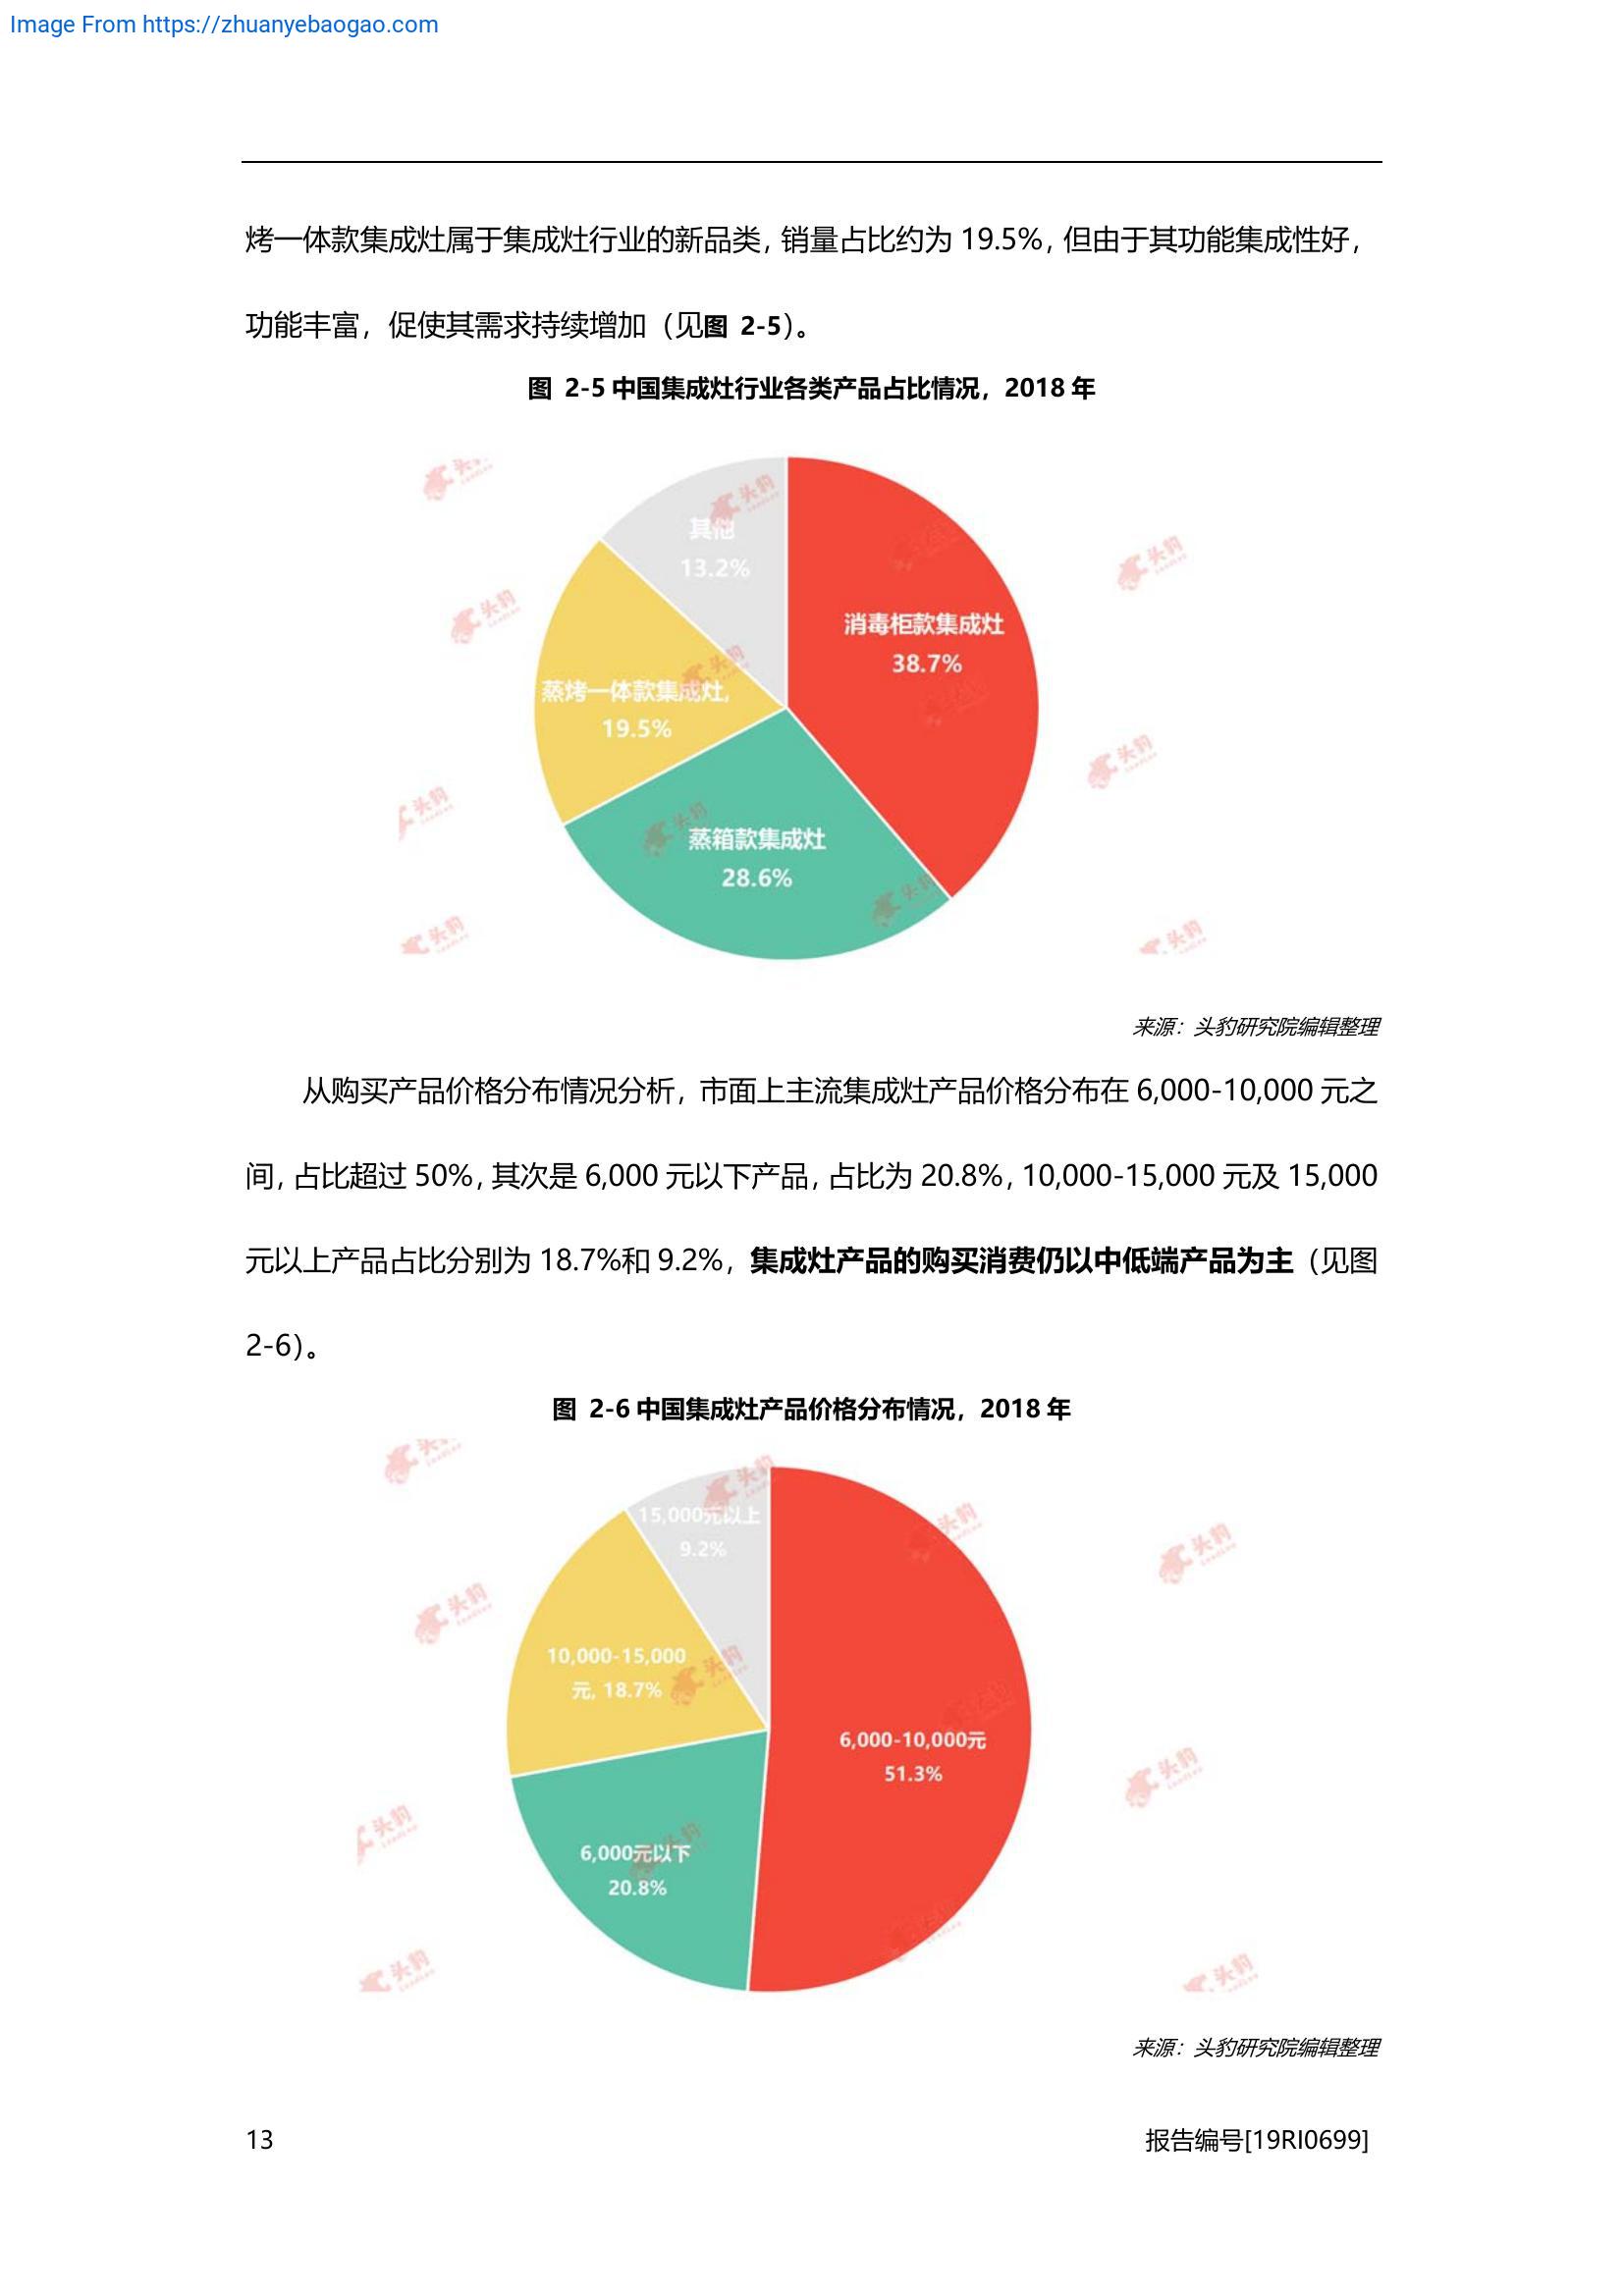 Image From https://zhuanyebaogao.com
烤一体款集成灶属于集成灶行业的新品类，销量占比约为 19.5%，但由于其功能集成性好，
功能丰富，促使其需求持续增加（见图 2-5）。
图 2-5 中国集成灶行业各类产品占比情况，2018 年
其他
13.2%
消毒柜款集成灶
38.7%
蒸烤一体款集成灶,
19.5%
蒸箱款集成灶
28.6%
来源：头豹研究院编辑整理
从购买产品价格分布情况分析，市面上主流集成灶产品价格分布在 6,000-10,000 元之
间，占比超过 50%，其次是 6,000 元以下产品，占比为 20.8%，10,000-15,000 元及 15,000
元以上产品占比分别为 18.7%和 9.2%，集成灶产品的购买消费仍以中低端产品为主（见图
2-6）。
图 2-6 中国集成灶产品价格分布情况，2018 年
15,000元以上
9.2%
10,000-15,000
元, 18.7%
6,000-10,000元
51.3%
6,000元以下
20.8%
来源：头豹研究院编辑整理
13
报告编号[19RI0699]